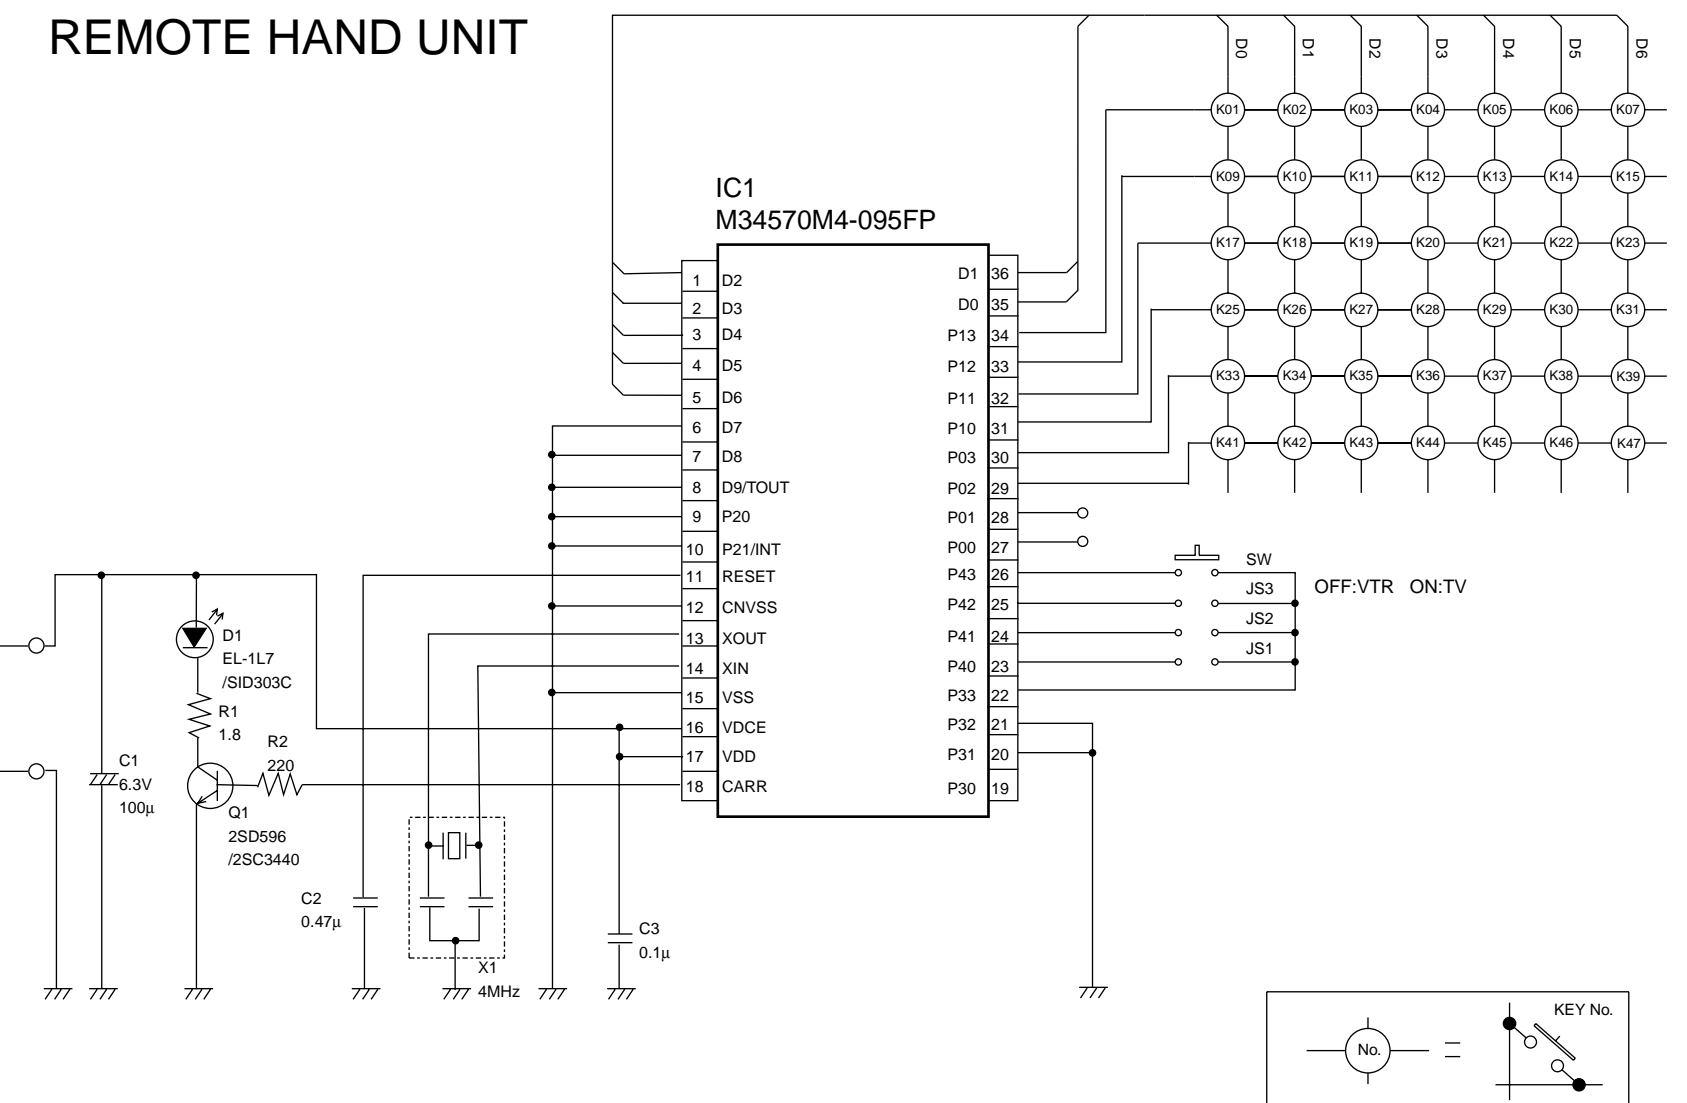 REMOTE HAND UNIT
D0 D1 D2 D3 D4 D5 D6
K01 K02 K03 K04 K05 K06 K07
K09 K10 K11 K12 K13 K14 K15
K17 K18 K19 K20 K21 K22 K23
K25 K26 K27 K28 K29 K30 K31
K33 K34 K35 K36 K37 K38 K39
K41 K42 K43 K44 K45 K46 K47
IC1
M34570M4-095FP
1 D2
2 D3
3 D4
4 D5
5 D6
6 D7
7 D8
8 D9/TOUT
9 P20
10 P21/INT
11 RESET
12 CNVSS
13 XOUT
14 XIN
15 VSS
16 VDCE
17 VDD
18 CARR
D1 36
D0 35
P13 34
P12 33
P11 32
P10 31
P03 30
P02 29
P01 28
P00 27
P43 26
P42 25
P41 24
P40 23
P33 22
P32 21
P31 20
P30 19
SW
JS3
JS2
JS1
OFF:VTR ON:TV
D1
EL-1L7
/SID303C
R1
1.8
R2
220
C1
6.3V
100μ
Q1
2SD596
/2SC3440
C2
0.47μ
X1
4MHz
C3
0.1μ
KEY No.
No.